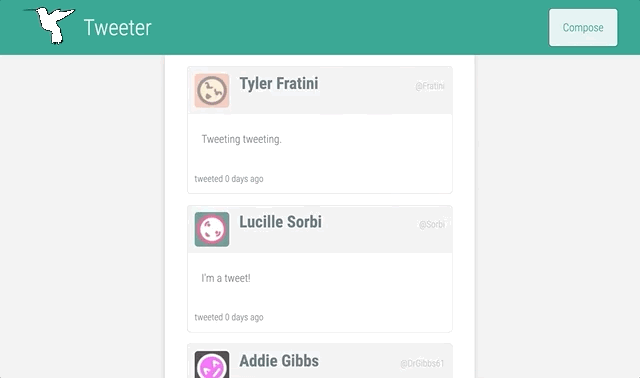 Tweeter
Compose
Tyler Fratini
@Fratini
Tweeting tweeting.
tweeted 0 days ago
Lucille Sorbi
@Sorbi
I'm a tweet!
tweeted 0 days ago
Addie Gibbs
@DrGibbs61